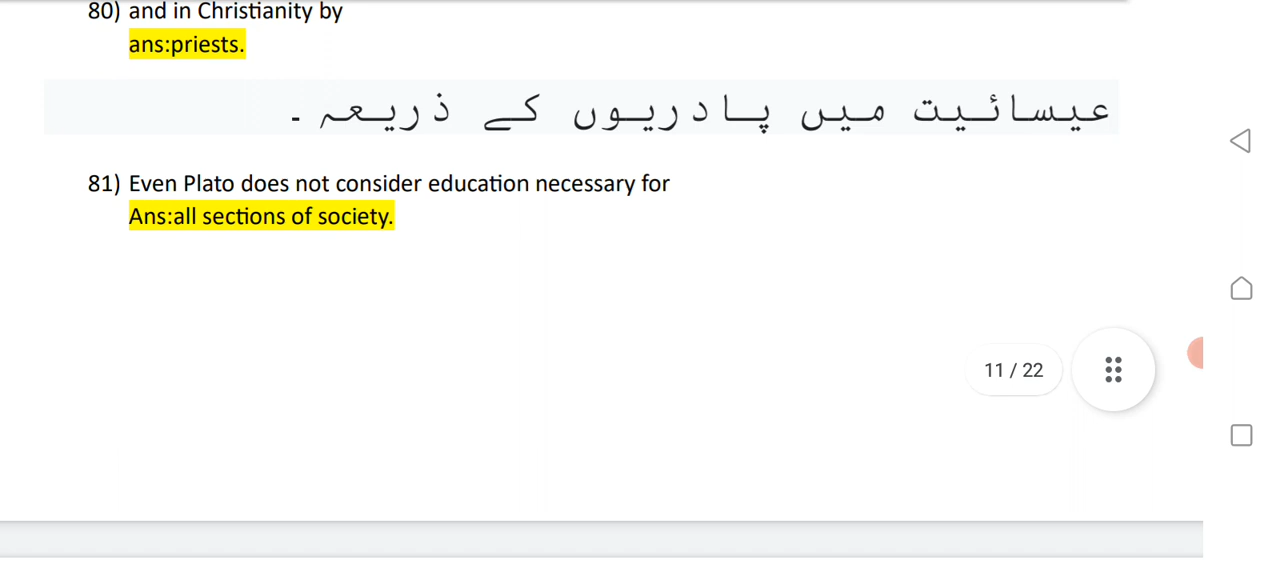 80) and in Christianity by
ans:priests.
عیسائیت میں پادریوں کے ذریعہ ۔
81) Even Plato does not consider education necessary for
Ans:all sections of society.
11 / 22